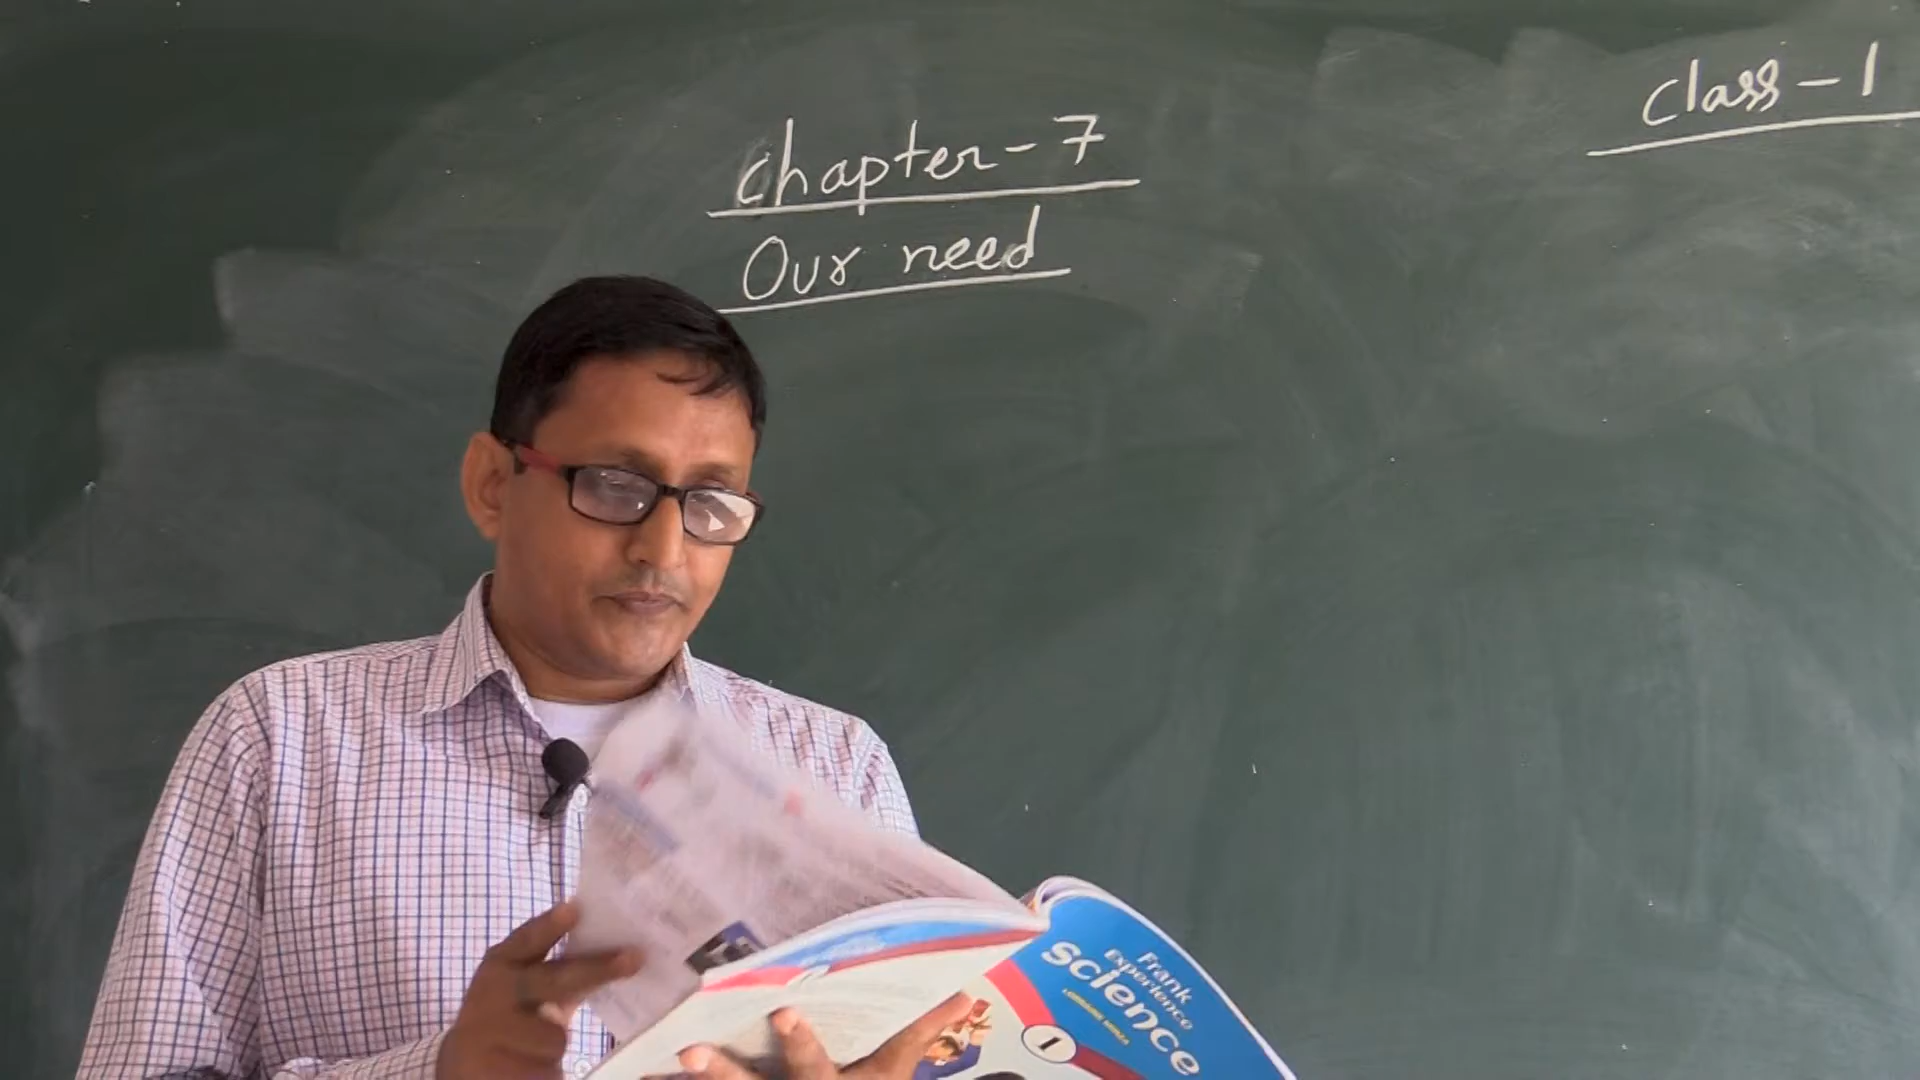 Class - 1
Chapter - 7
Our need
Frank
Experience
Science
1